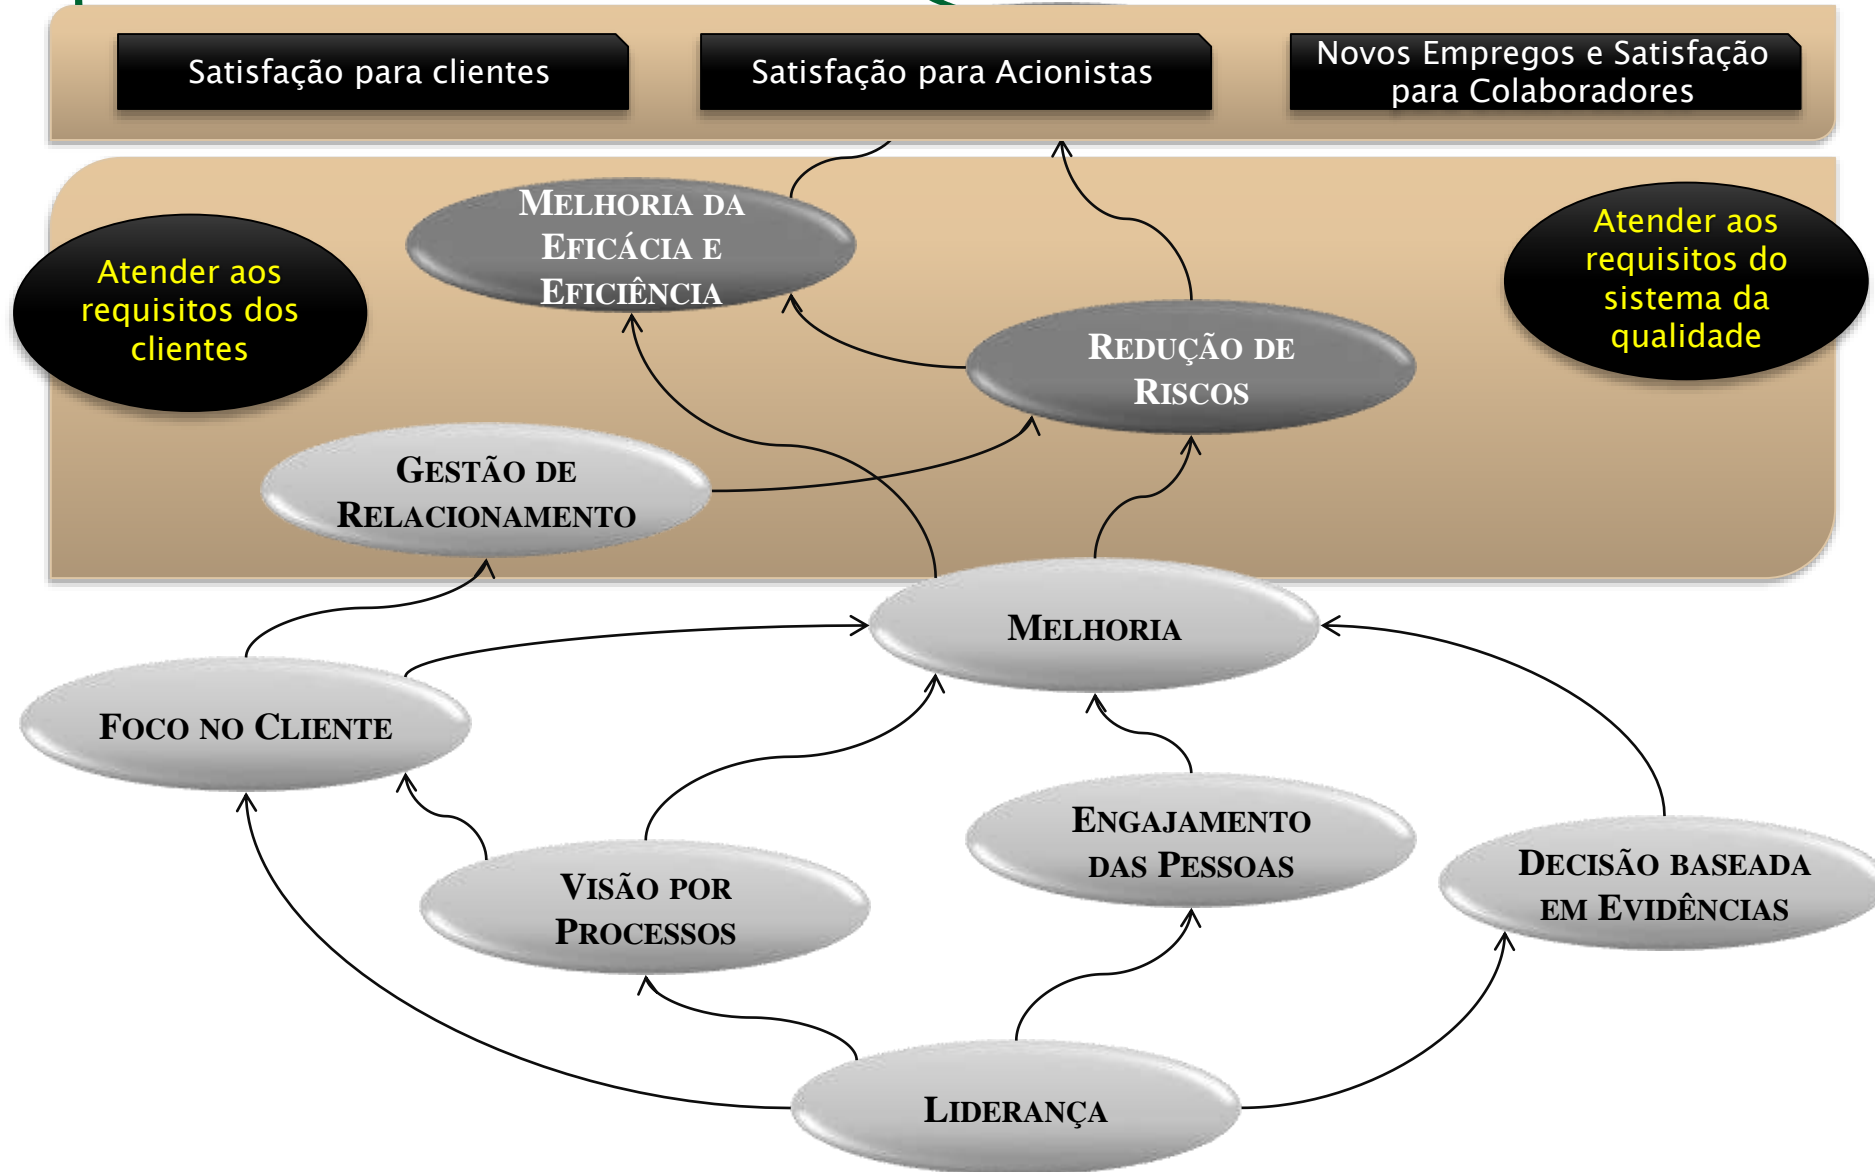 Satisfação para clientes
Satisfação para Acionistas
Novos Empregos e Satisfação
para Colaboradores
MELHORIA DA
EFICÁCIA E
EFICIÊNCIA
Atender aos
requisitos dos
clientes
Atender aos
requisitos do
sistema da
qualidade
REDUÇÃO DE
RISCOS
GESTÃO DE
RELACIONAMENTO
MELHORIA
FOCO NO CLIENTE
ENGAJAMENTO
DAS PESSOAS
VISÃO POR
PROCESSOS
DECISÃO BASEADA
EM EVIDÊNCIAS
LIDERANÇA